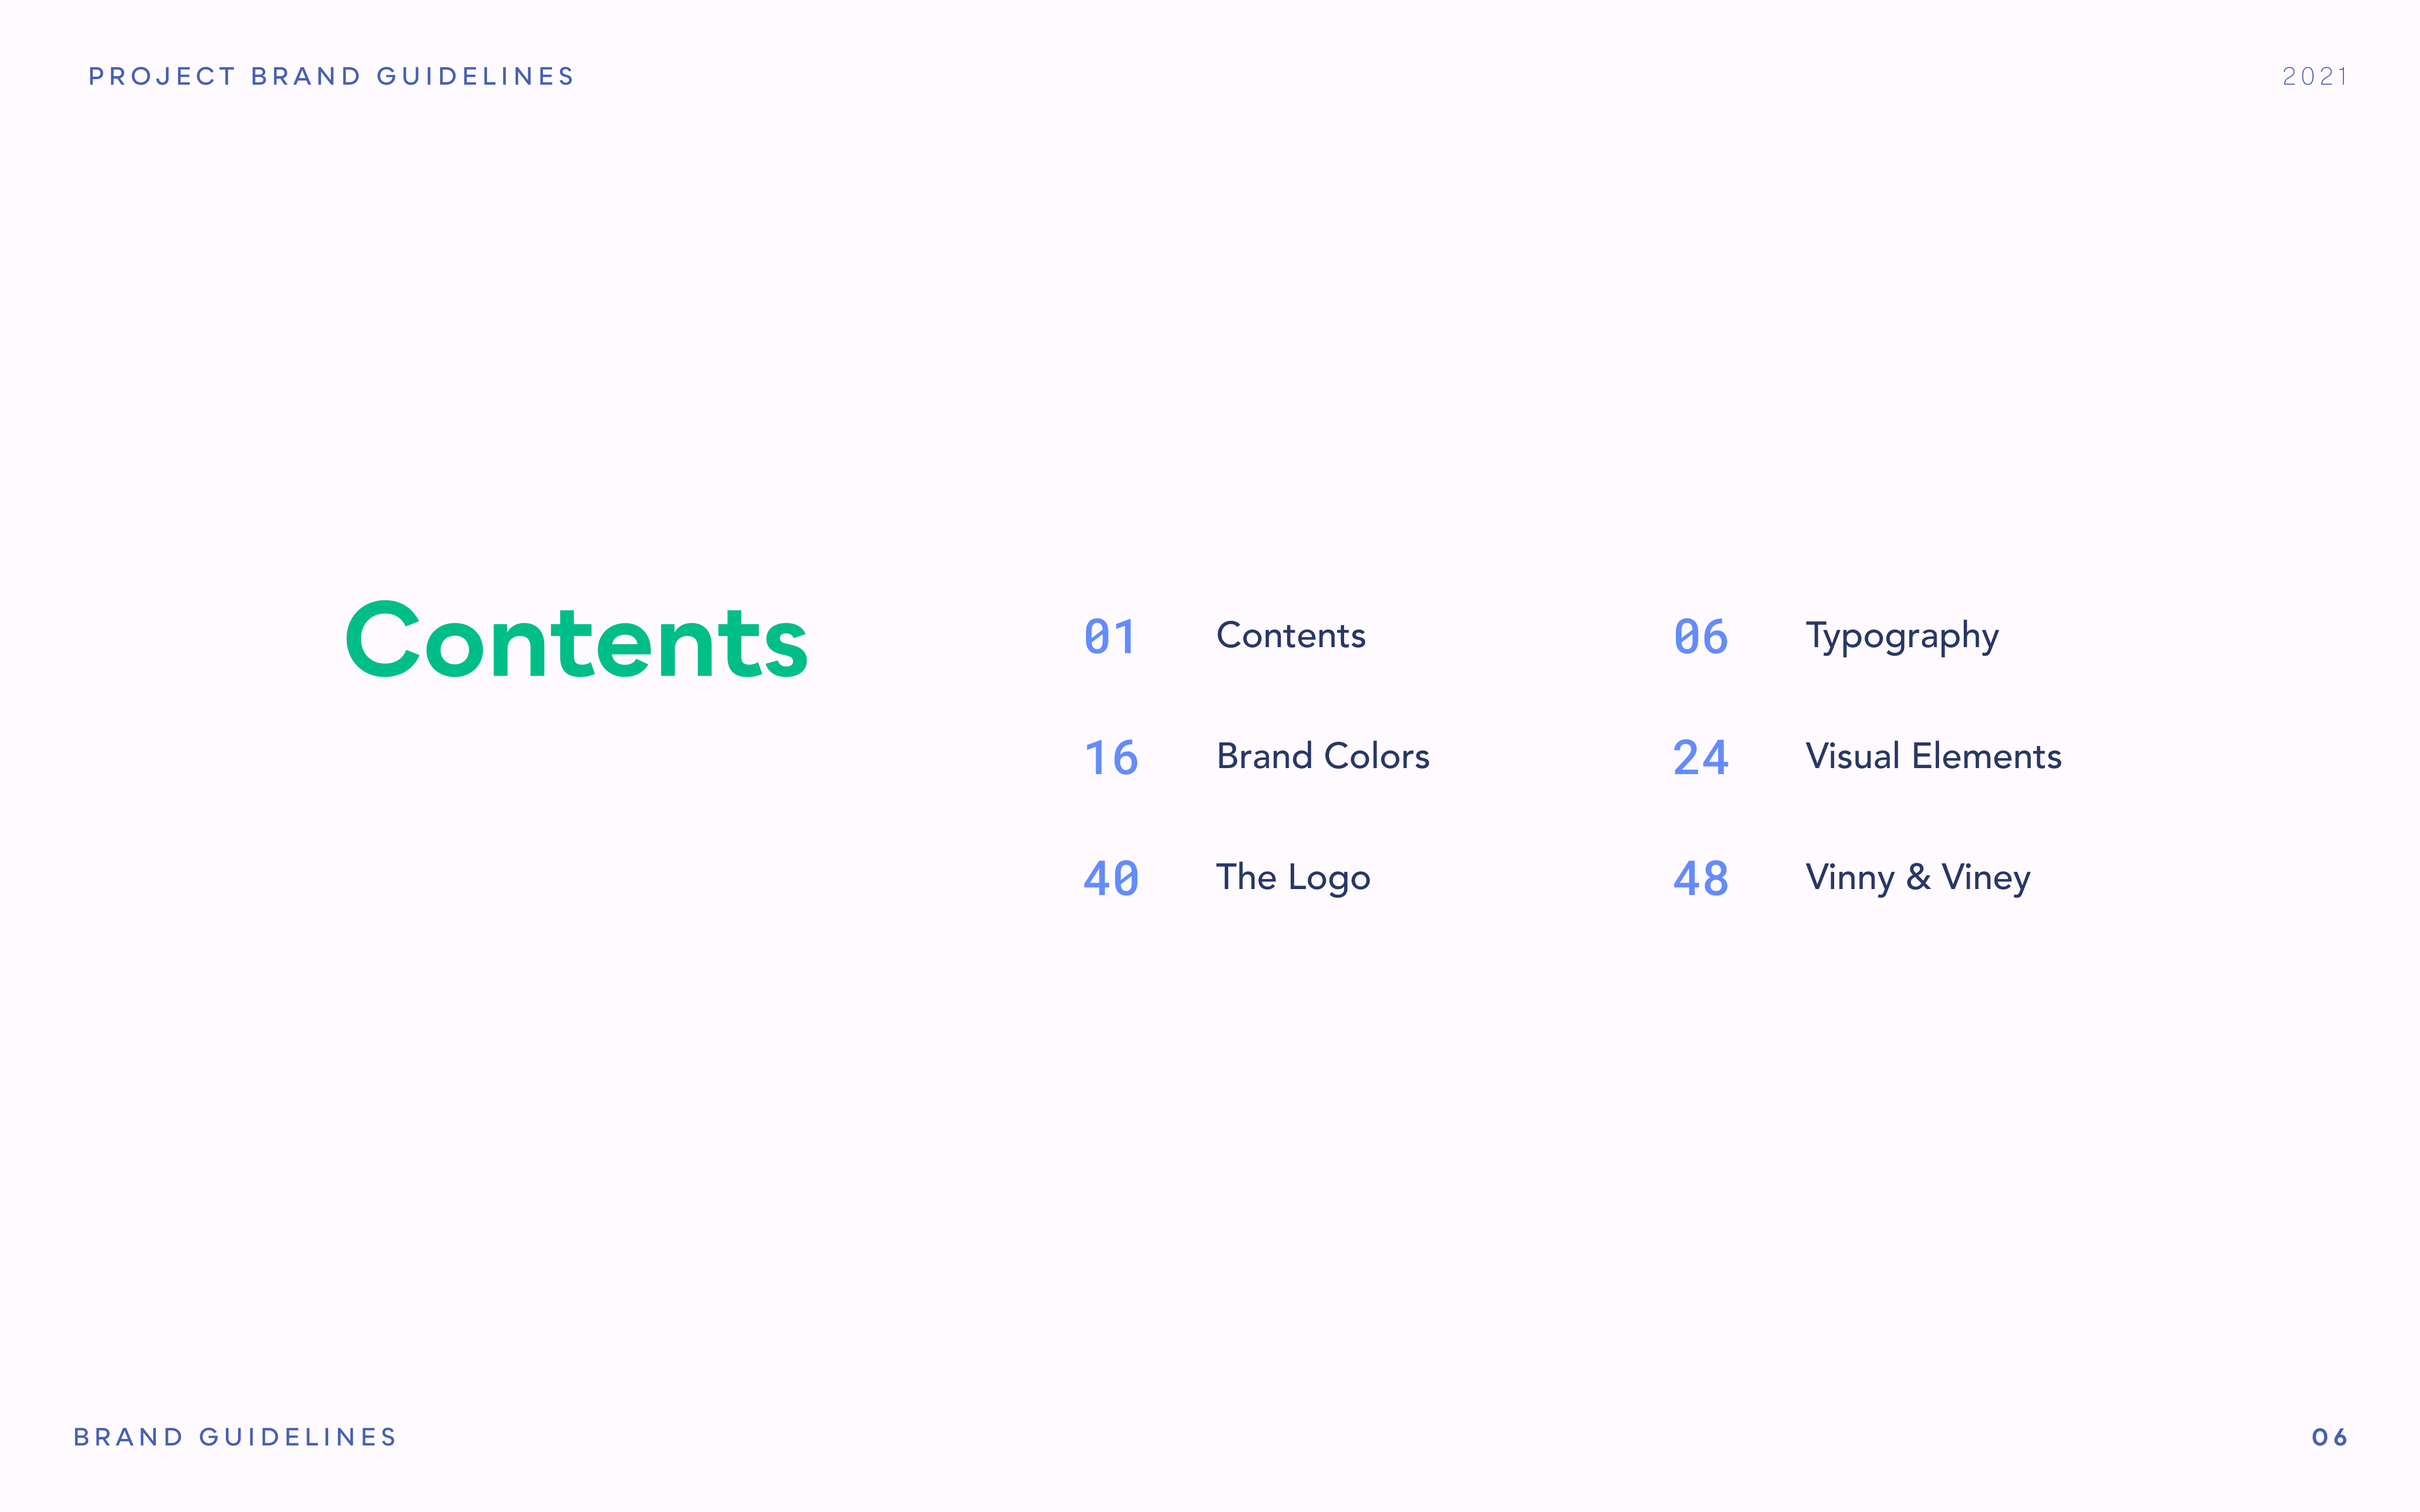 PROJECT BRAND GUIDELINES
2021
Contents
01 Contents
06 Typography
16 Brand Colors
24 Visual Elements
40 The Logo
48 Vinny & Viney
BRAND GUIDELINES
06